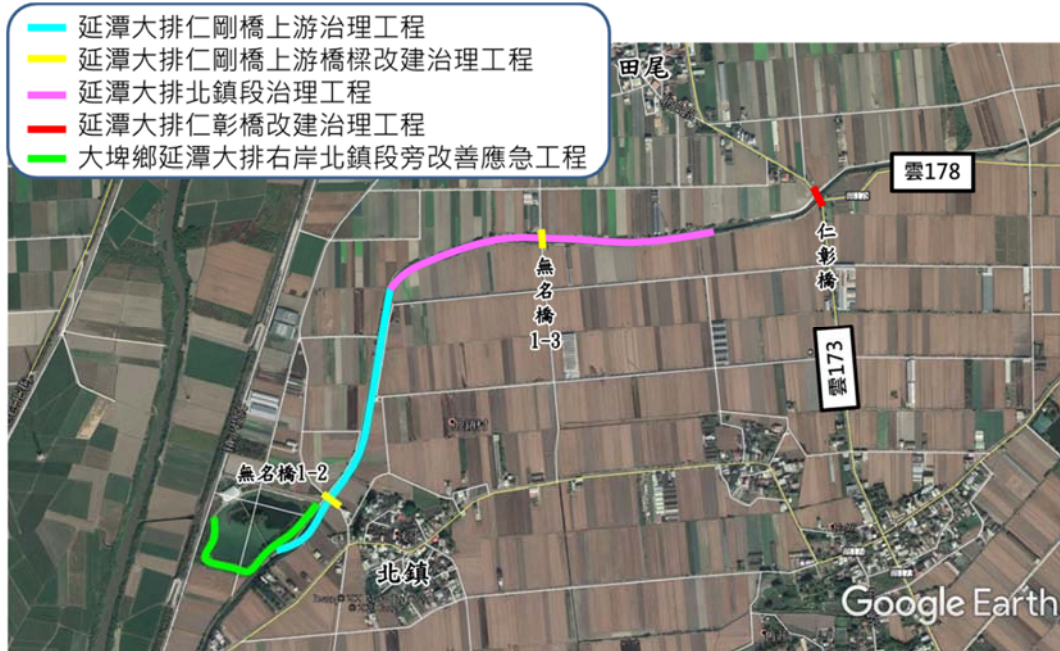 延潭大排仁剛橋上游治理工程
延潭大排仁剛橋上游橋樑改建治理工程
延潭大排北鎮段治理工程
延潭大排仁彰橋改建治理工程
大埤鄉延潭大排右岸北鎮段旁改善應急工程
田尾
雲178
仁彰橋
無名橋1-3
雲173
無名橋1-2
北鎮
Google Earth